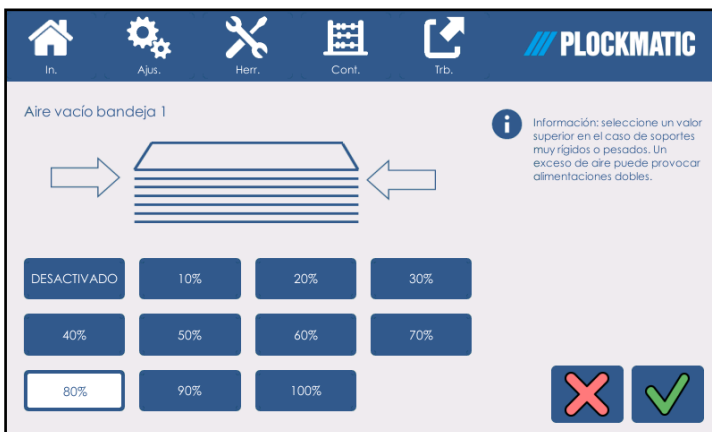 In.
Ajus.
Herr.
Cont.
Trb.
PLOCKMATIC
Aire vacío bandeja 1
Información: seleccione un valor
superior en el caso de soportes
muy rígidos o pesados. Un
exceso de aire puede provocar
alimentaciones dobles.
DESACTIVADO
10%
20%
30%
40%
50%
60%
70%
80%
90%
100%